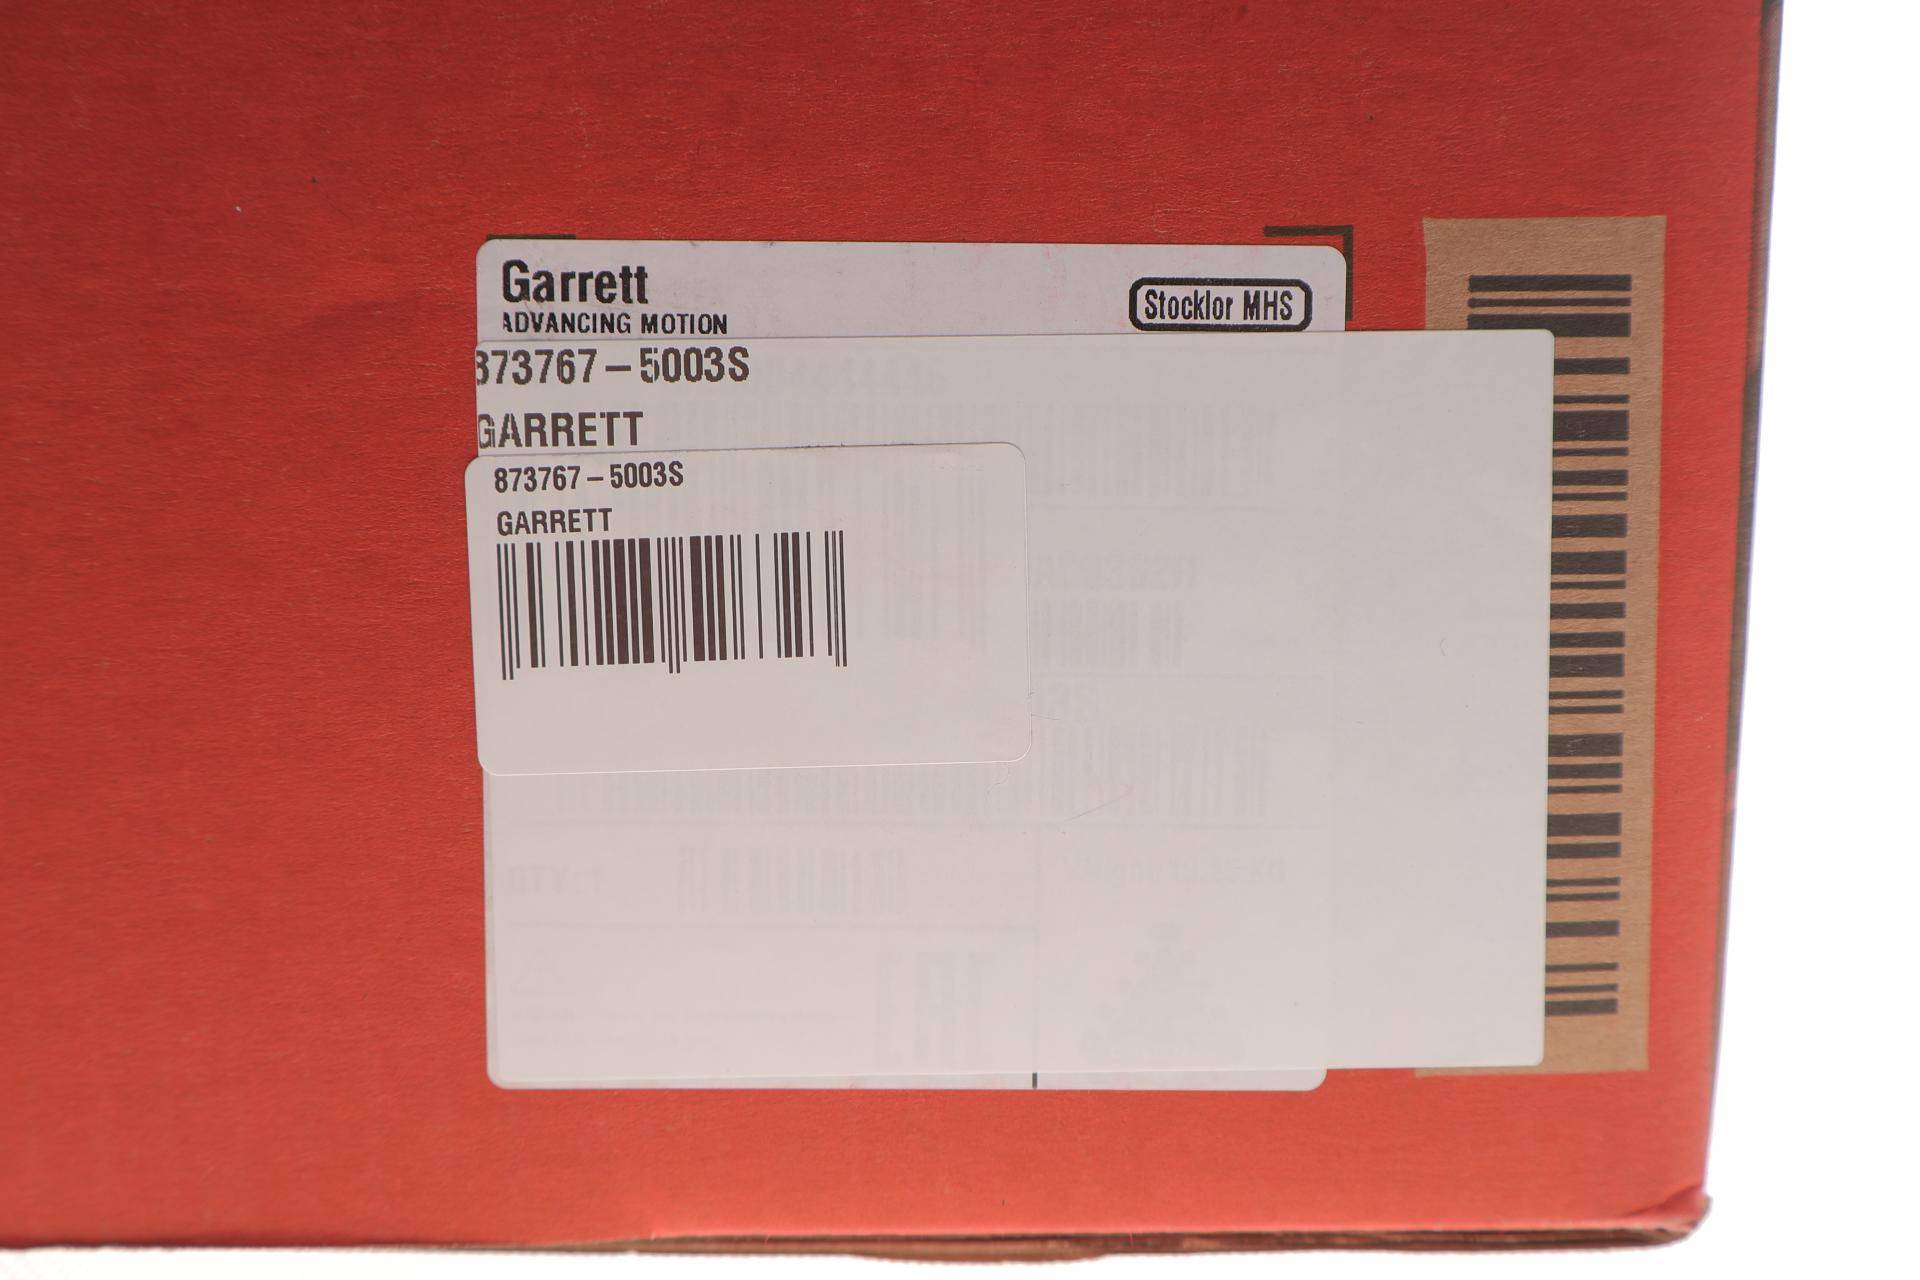 Garrett
ADVANCING MOTION
Stocklor MHS
873767-5003S
GARRETT
873767-5003S
GARRETT